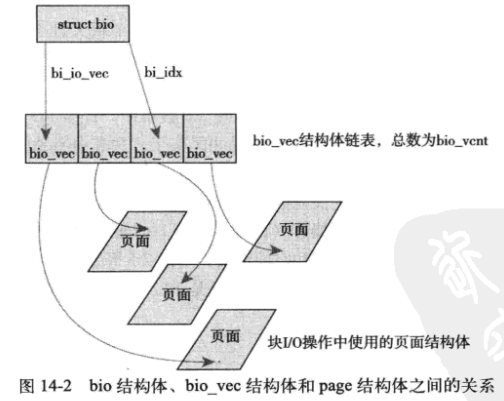 struct bio
bi_io_vec
bi_idx
bio_vec bio_vec bio_vec bio_vec
bio_vec结构体链表，总数为bio_vcnt
页面
页面
页面
页面
块I/O操作中使用的页面结构体
图 14-2 bio 结构体、bio_vec 结构体和 page 结构体之间的关系